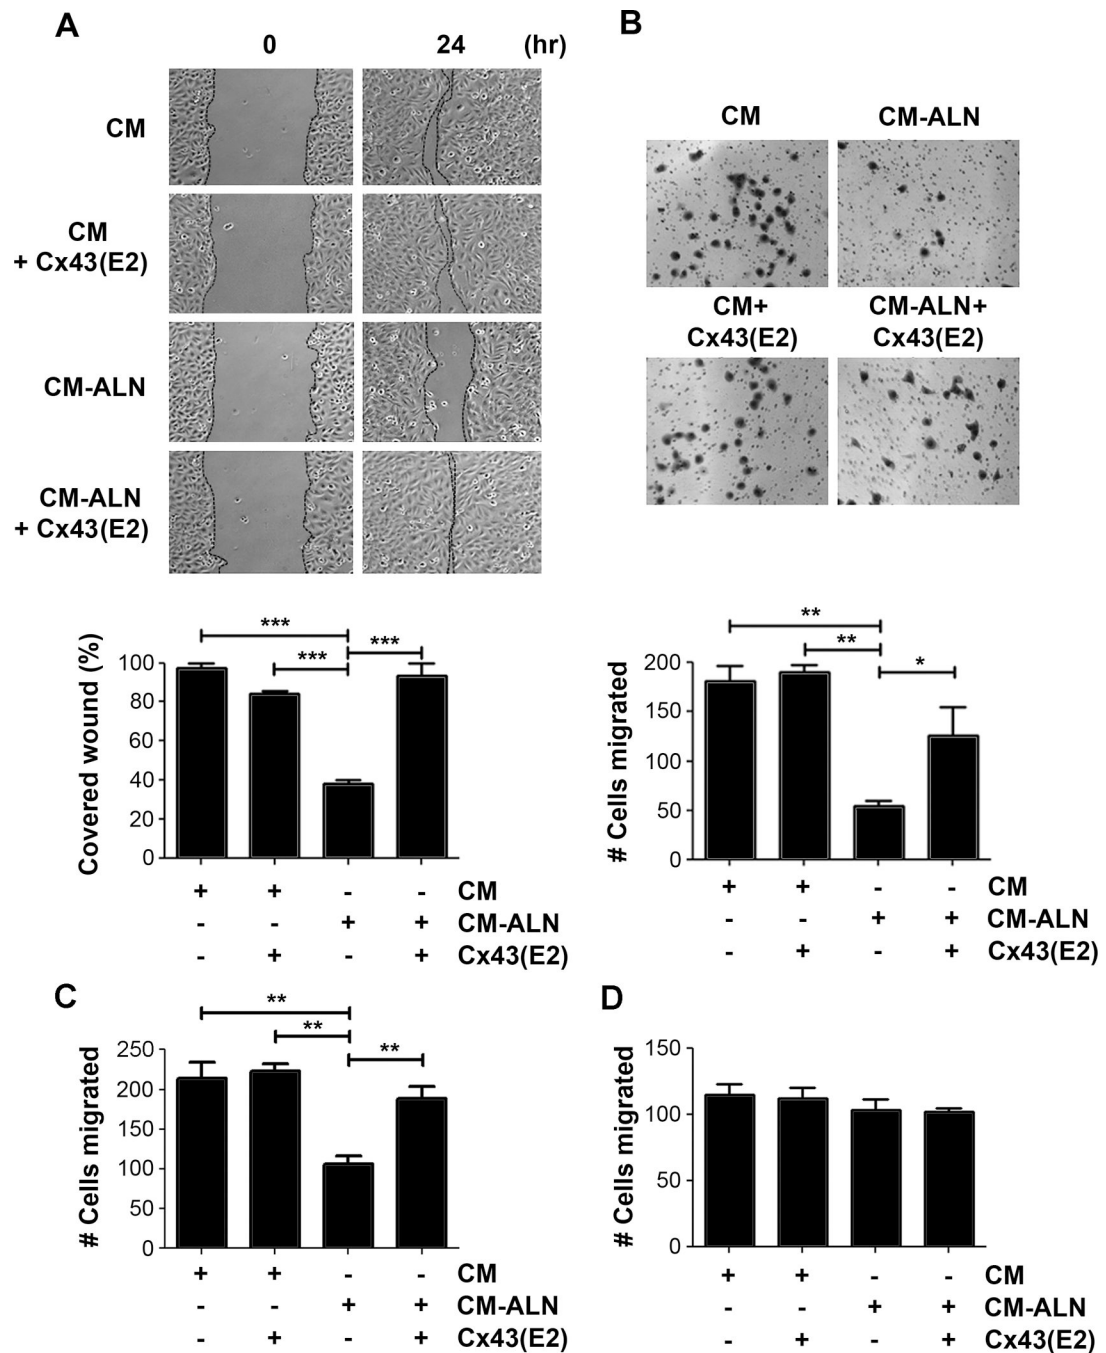 A
0 24 (hr)
CM
CM
+ Cx43(E2)
CM-ALN
CM-ALN
+ Cx43(E2)
B
CM CM-ALN
CM+ CM-ALN+
Cx43(E2) Cx43(E2)
*** 
*** ***
Covered wound (%)
100
80
60
40
20
0
+ + - - CM
- - + + CM-ALN
- + - + Cx43(E2)
**
**
*
# Cells migrated
200
150
100
50
0
+ + - - CM
- - + + CM-ALN
- + - + Cx43(E2)
C
**
**
**
# Cells migrated
250
200
150
100
50
0
+ + - - CM
- - + + CM-ALN
- + - + Cx43(E2)
D
# Cells migrated
150
100
50
0
+ + - - CM
- - + + CM-ALN
- + - + Cx43(E2)